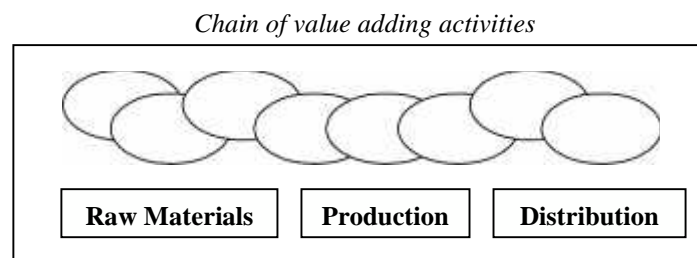 Chain of value adding activities
Raw Materials Production Distribution